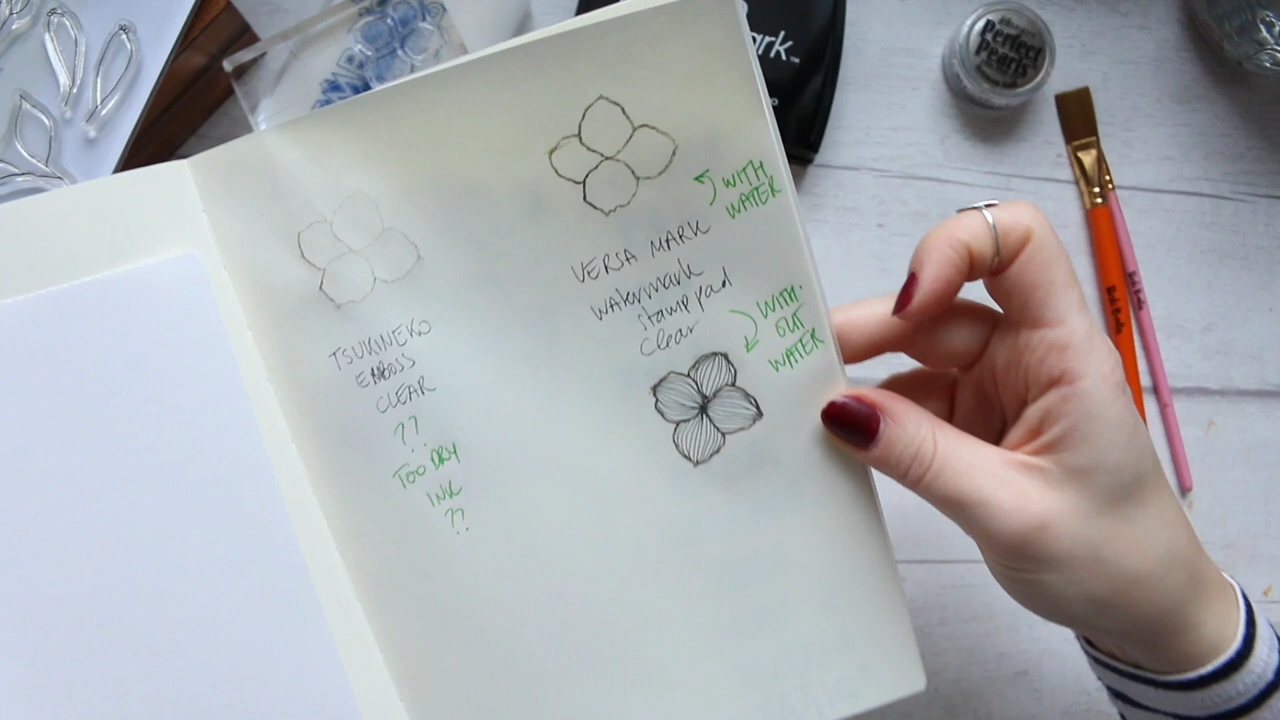 ark™
Perfect
Pearls
WITH
WATER
VERSA MARK
watermark
stamp pad
clear
WITH-
OUT
WATER
TSUKINEKO
EMBOSS
CLEAR
??
TOO DRY
INK
??